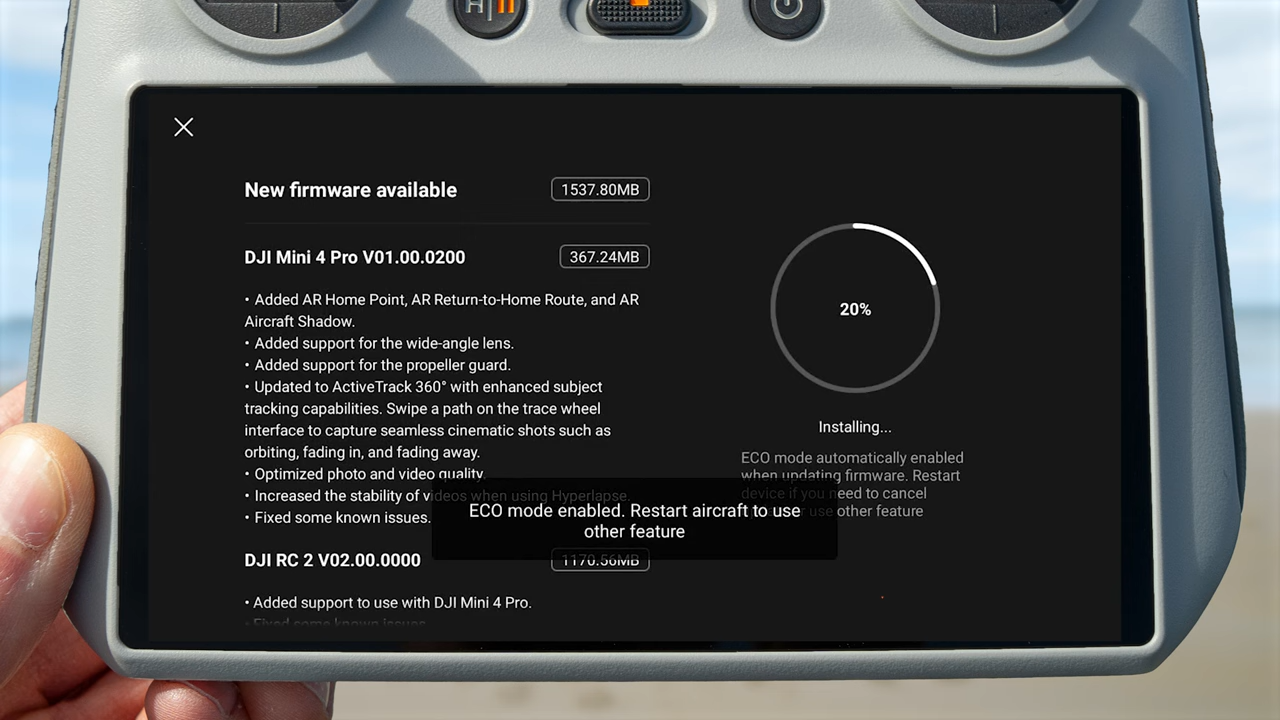 H
New firmware available 1537.80MB
DJI Mini 4 Pro V01.00.0200 367.24MB
• Added AR Home Point, AR Return-to-Home Route, and AR
Aircraft Shadow.
• Added support for the wide-angle lens.
• Added support for the propeller guard.
• Updated to ActiveTrack 360° with enhanced subject
tracking capabilities. Swipe a path on the trace wheel
interface to capture seamless cinematic shots such as
orbiting, fading in, and fading away.
• Optimized photo and video quality.
• Increased the stability of videos when using Hyperlapse.
• Fixed some known issues.
DJI RC 2 V02.00.0000 1170.56MB
• Added support to use with DJI Mini 4 Pro.
• Fixed some known issues.
20%
Installing...
ECO mode automatically enabled
when updating firmware. Restart
device if you need to cancel
use other feature
ECO mode enabled. Restart aircraft to use
other feature